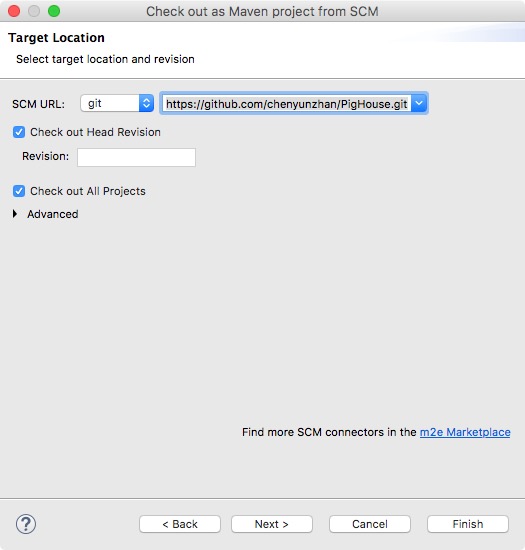 Check out as Maven project from SCM
Target Location
Select target location and revision
SCM URL: git https://github.com/chenyunzhan/PigHouse.git
Check out Head Revision
Revision:
Check out All Projects
Advanced
Find more SCM connectors in the m2e Marketplace
? < Back Next > Cancel Finish